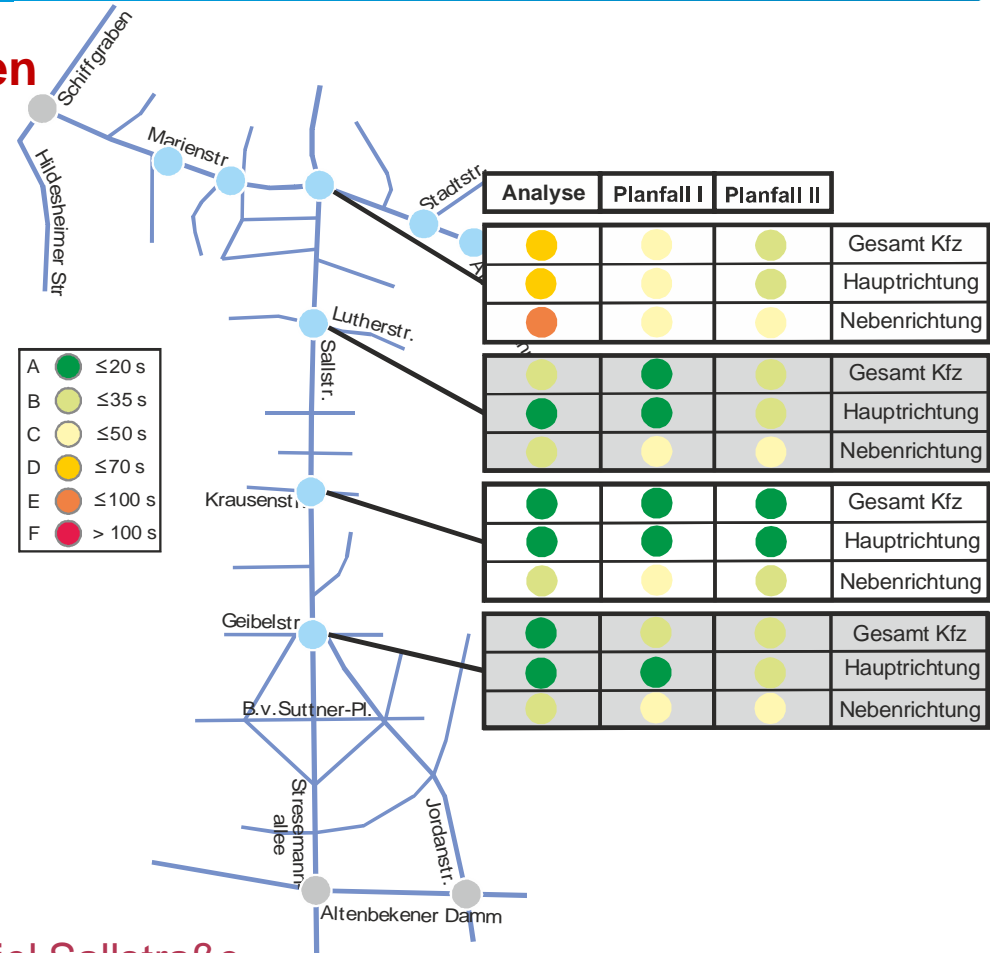 en
Schiffgraben
Marienstr
Hildesheimer Str
Stadtstr.
Lutherstr.
Sallstr.
Krausenstr.
Geibelstr
B.v.Suttner-Pl.
Stresemann
allee
Jordanstr.
Altenbekener Damm
A ≤20 s
B ≤35 s
C ≤50 s
D ≤70 s
E ≤100 s
F > 100 s
Analyse Planfall I Planfall II
Gesamt Kfz
Hauptrichtung
Nebenrichtung
Gesamt Kfz
Hauptrichtung
Nebenrichtung
Gesamt Kfz
Hauptrichtung
Nebenrichtung
Gesamt Kfz
Hauptrichtung
Nebenrichtung
Sallstraße